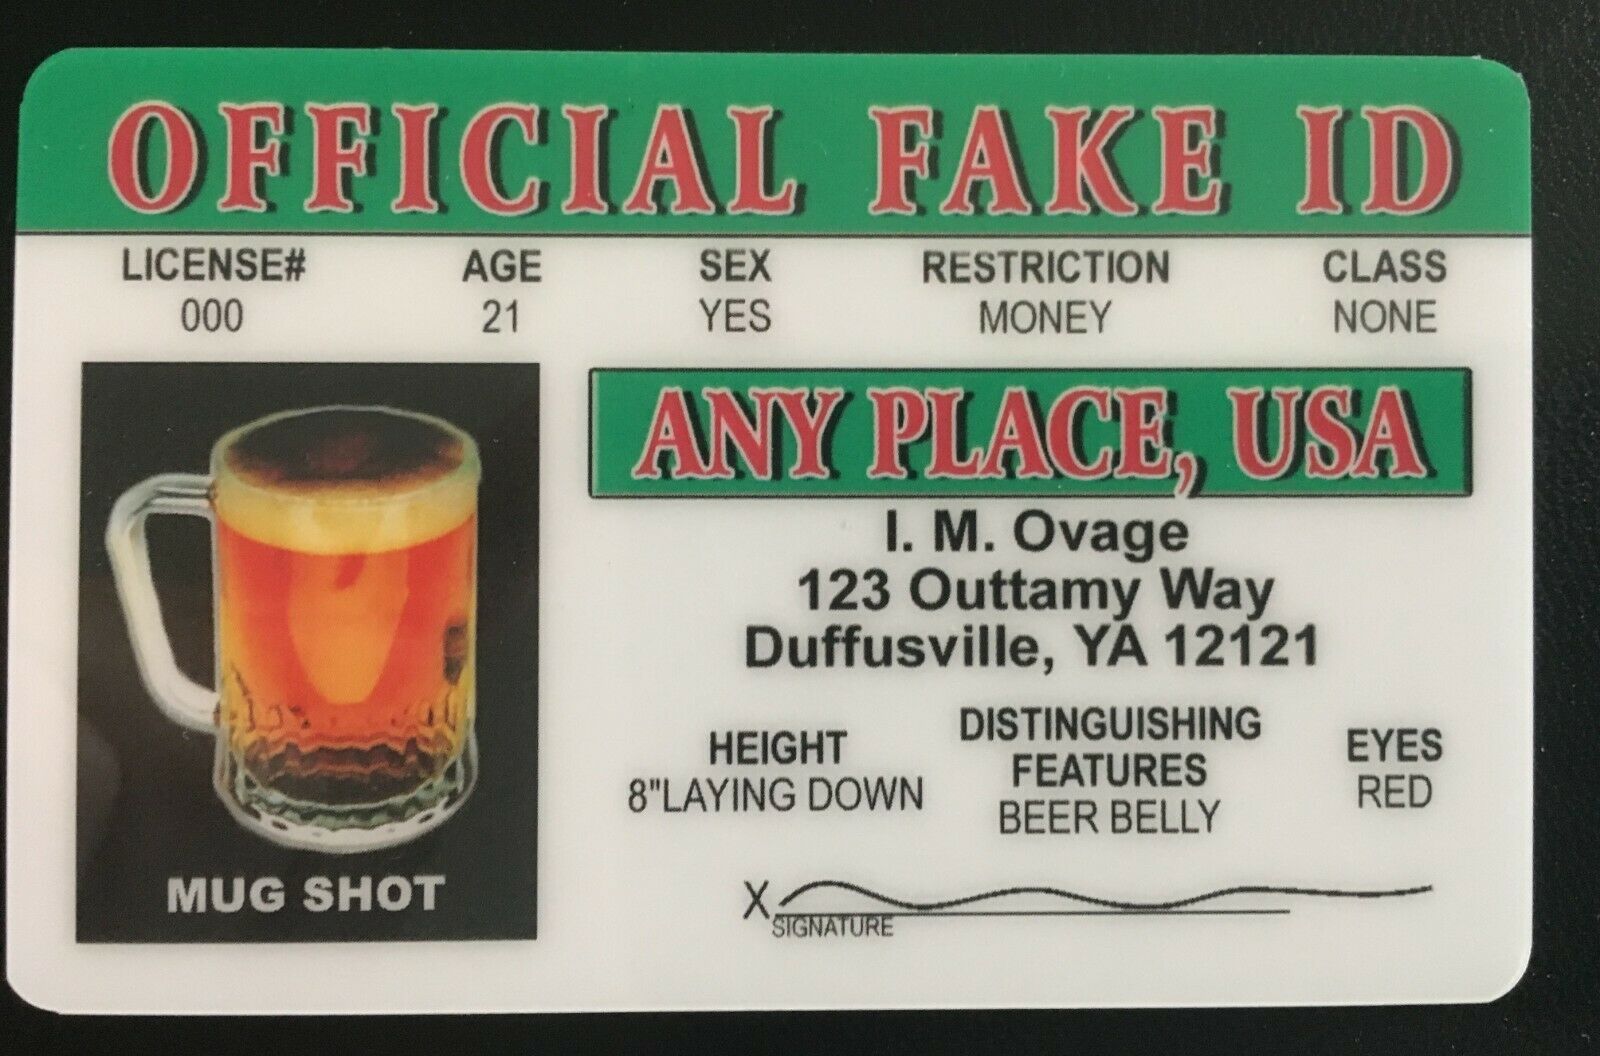 OFFICIAL FAKE ID
LICENSE# AGE SEX RESTRICTION CLASS
000 21 YES MONEY NONE
ANY PLACE, USA
I. M. Ovage
123 Outtamy Way
Duffusville, YA 12121
HEIGHT
8"LAYING DOWN
DISTINGUISHING
FEATURES
BEER BELLY
EYES
RED
MUG SHOT
X
SIGNATURE